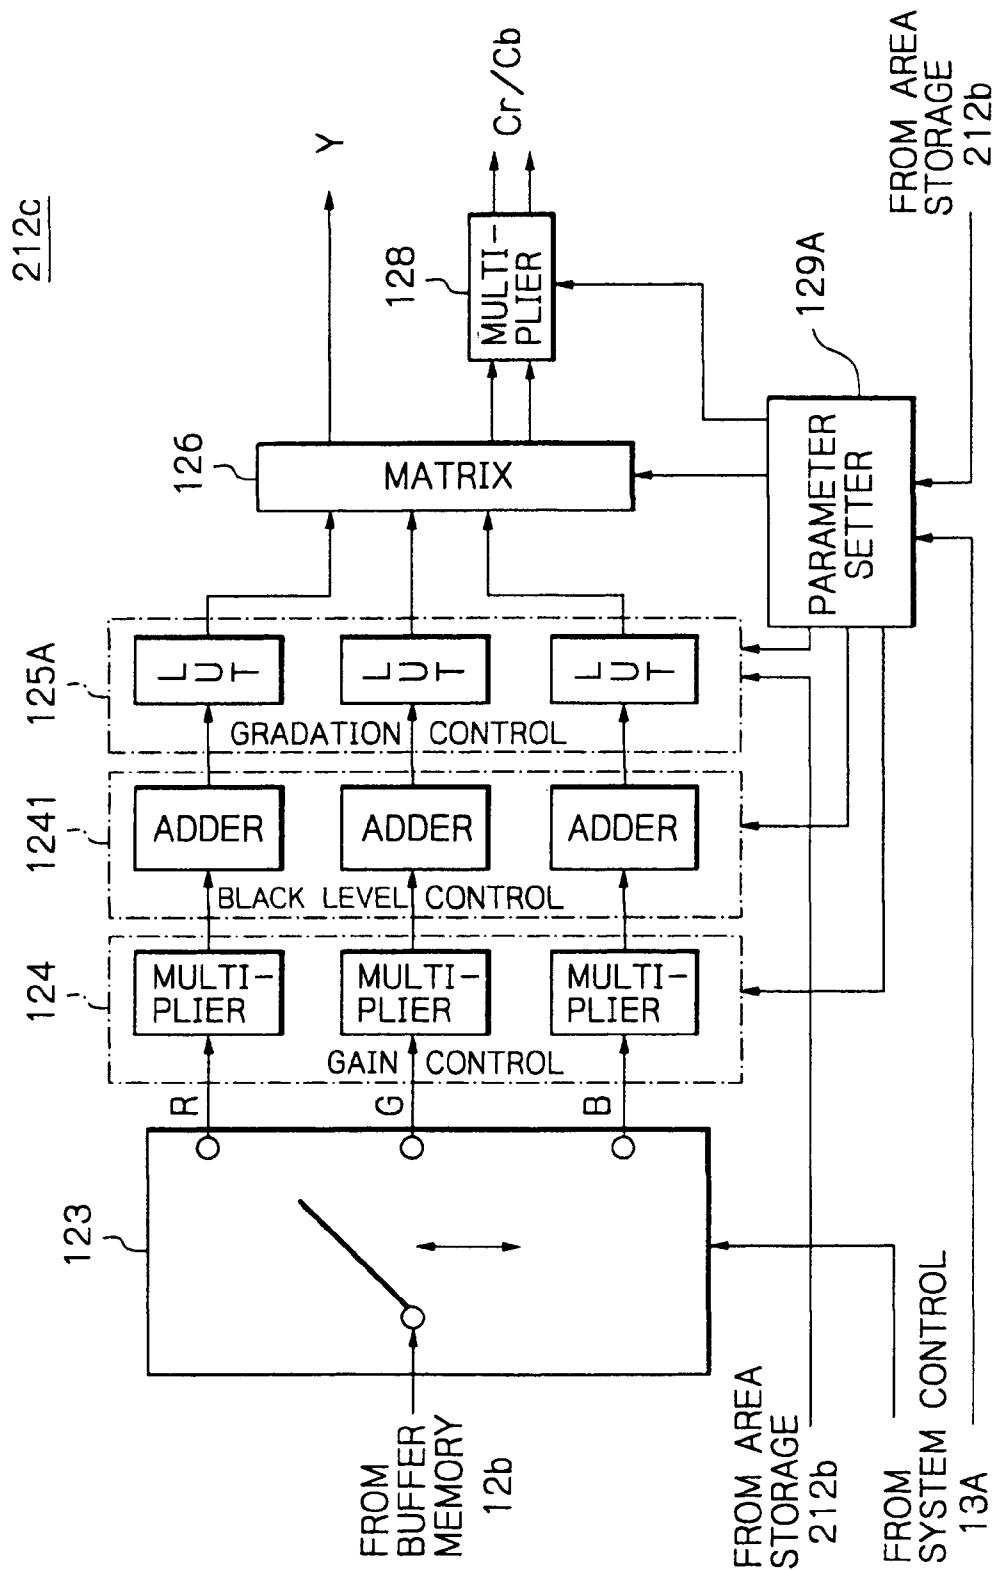 212c
FROM
BUFFER
MEMORY
12b
123
R
G
B
124
MULTI-
PLIER
MULTI-
PLIER
MULTI-
PLIER
GAIN CONTROL
1241
ADDER
ADDER
ADDER
BLACK LEVEL CONTROL
125A
LUT
LUT
LUT
GRADATION CONTROL
126
MATRIX
Y
128
MULTI-
PLIER
Cr/Cb
129A
PARAMETER
SETTER
FROM AREA
STORAGE
212b
FROM AREA
STORAGE
212b
FROM
SYSTEM CONTROL
13A